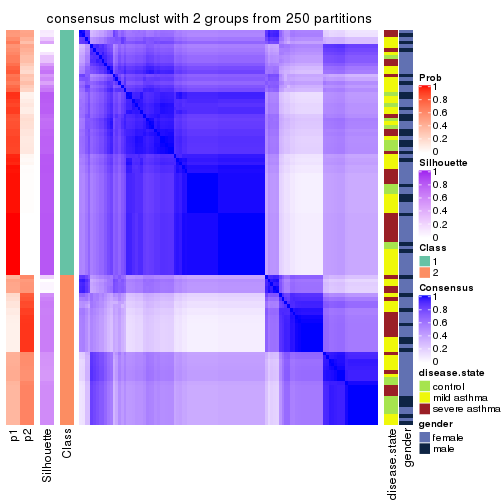 consensus mclust with 2 groups from 250 partitions
Prob
1
0.8
0.6
0.4
0.2
0
Silhouette
1
0.8
0.6
0.4
0.2
0
Class
1
2
Consensus
1
0.8
0.6
0.4
0.2
0
disease.state
control
mild asthma
severe asthma
gender
female
male
p1
p2
Silhouette
Class
disease.state
gender